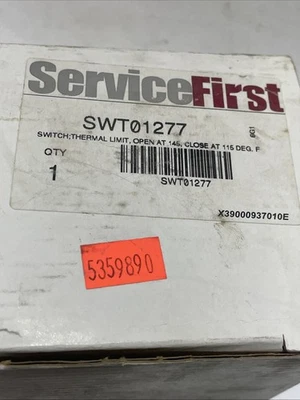 ServiceFirst
SWT01277
SWITCH;THERMAL LIMIT, OPEN AT 145, CLOSE AT 115 DEG. F
QTY
1
SWT01277
X39000937010E
5359890